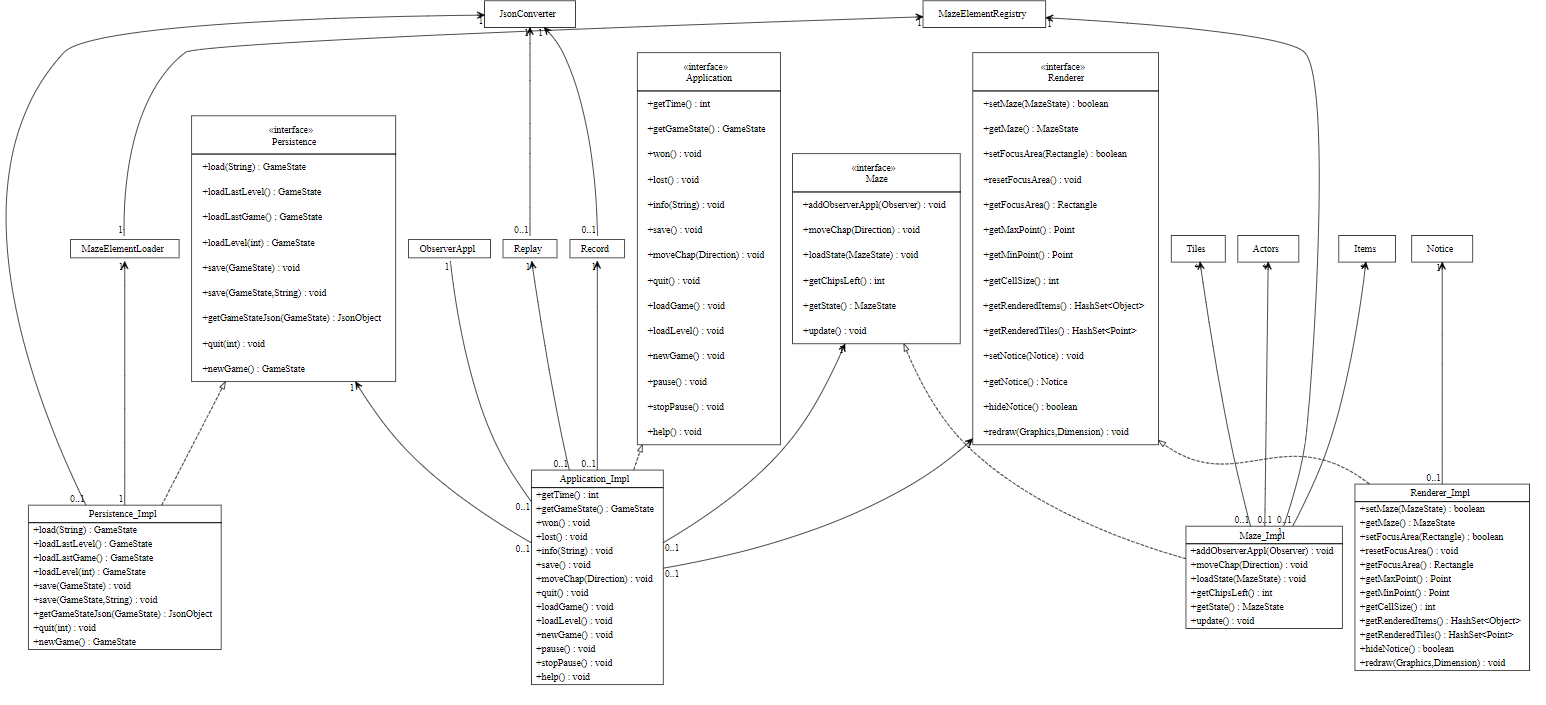 JsonConverter
1
1
1
MazeElementRegistry
1
1
«interface»
Persistence
+load(String) : GameState
+loadLastLevel() : GameState
+loadLastGame() : GameState
+loadLevel(int) : GameState
+save(GameState) : void
+save(GameState,String) : void
+getGameStateJson(GameState) : JsonObject
+quit(int) : void
+newGame() : GameState
1
«interface»
Application
+getTime() : int
+getGameState() : GameState
+won() : void
+lost() : void
+info(String) : void
+save() : void
+moveChap(Direction) : void
+quit() : void
+loadGame() : void
+loadLevel() : void
+newGame() : void
+pause() : void
+stopPause() : void
+help() : void
«interface»
Maze
+addObserverAppl(Observer) : void
+moveChap(Direction) : void
+loadState(MazeState) : void
+getChipsLeft() : int
+getState() : MazeState
+update() : void
1
«interface»
Renderer
+setMaze(MazeState) : boolean
+getMaze() : MazeState
+setFocusArea(Rectangle) : boolean
+resetFocusArea() : void
+getFocusArea() : Rectangle
+getMaxPoint() : Point
+getMinPoint() : Point
+getCellSize() : int
+getRenderedItems() : HashSet<Object>
+getRenderedTiles() : HashSet<Point>
+setNotice(Notice) : void
+getNotice() : Notice
+hideNotice() : boolean
+redraw(Graphics,Dimension) : void
1
1
MazeElementLoader
1
ObserverAppl
1
0..1
Replay
1
0..1
Record
1
Tiles
*
Actors
*
Items
*
Notice
1
0..1
1
Persistence_Impl
+load(String) : GameState
+loadLastLevel() : GameState
+loadLastGame() : GameState
+loadLevel(int) : GameState
+save(GameState) : void
+save(GameState,String) : void
+getGameStateJson(GameState) : JsonObject
+quit(int) : void
+newGame() : GameState
0..1
0..1
0..1
0..1
0..1
0..1
Application_Impl
+getTime() : int
+getGameState() : GameState
+won() : void
+lost() : void
+info(String) : void
+save() : void
+moveChap(Direction) : void
+quit() : void
+loadGame() : void
+loadLevel() : void
+newGame() : void
+pause() : void
+stopPause() : void
+help() : void
0..1
0..1
0..1
1
Maze_Impl
+addObserverAppl(Observer) : void
+moveChap(Direction) : void
+loadState(MazeState) : void
+getChipsLeft() : int
+getState() : MazeState
+update() : void
0..1
Renderer_Impl
+setMaze(MazeState) : boolean
+getMaze() : MazeState
+setFocusArea(Rectangle) : boolean
+resetFocusArea() : void
+getFocusArea() : Rectangle
+getMaxPoint() : Point
+getMinPoint() : Point
+getCellSize() : int
+getRenderedItems() : HashSet<Object>
+getRenderedTiles() : HashSet<Point>
+hideNotice() : boolean
+redraw(Graphics,Dimension) : void